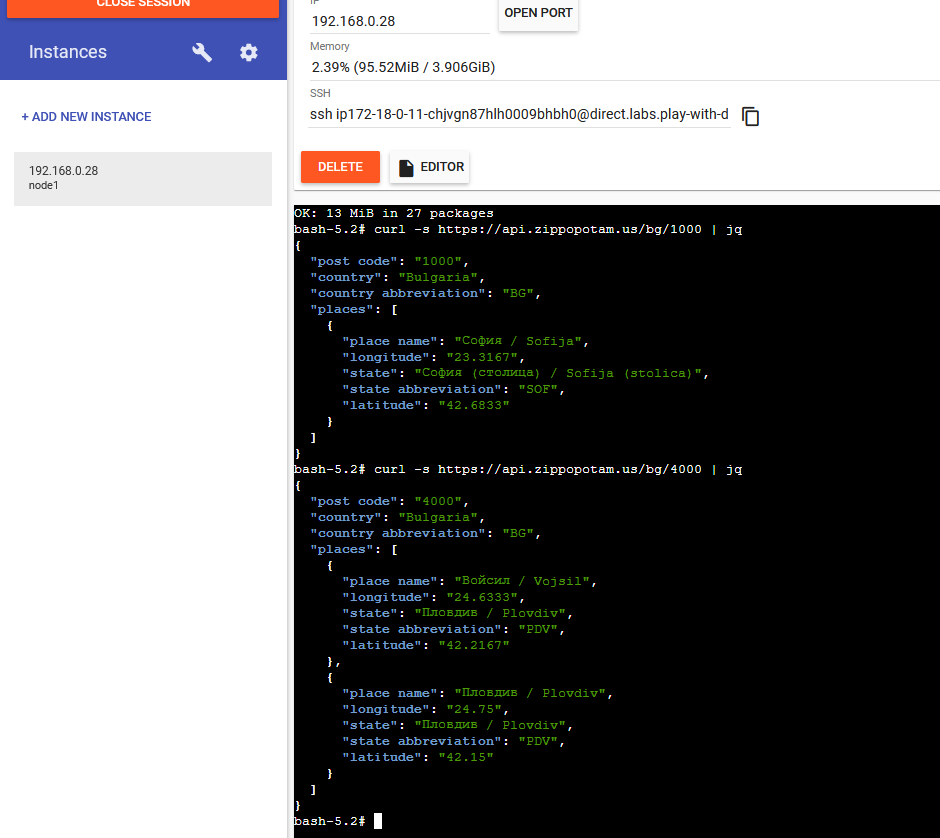 CLOSE SESSION
Instances
+ ADD NEW INSTANCE
192.168.0.28
node1
IP
192.168.0.28
OPEN PORT
Memory
2.39% (95.52MiB / 3.906GiB)
SSH
ssh ip172-18-0-11-chjvgn87hlh0009bhbh0@direct.labs.play-with-d
DELETE
EDITOR
OK: 13 MiB in 27 packages
bash-5.2# curl -s https://api.zippopotam.us/bg/1000 | jq
{
  "post code": "1000",
  "country": "Bulgaria",
  "country abbreviation": "BG",
  "places": [
    {
      "place name": "София / Sofija",
      "longitude": "23.3167",
      "state": "София (столица) / Sofija (stolica)",
      "state abbreviation": "SOF",
      "latitude": "42.6833"
    }
  ]
}
bash-5.2# curl -s https://api.zippopotam.us/bg/4000 | jq
{
  "post code": "4000",
  "country": "Bulgaria",
  "country abbreviation": "BG",
  "places": [
    {
      "place name": "Войсил / Vojsil",
      "longitude": "24.6333",
      "state": "Пловдив / Plovdiv",
      "state abbreviation": "PDV",
      "latitude": "42.2167"
    },
    {
      "place name": "Пловдив / Plovdiv",
      "longitude": "24.75",
      "state": "Пловдив / Plovdiv",
      "state abbreviation": "PDV",
      "latitude": "42.15"
    }
  ]
}
bash-5.2#